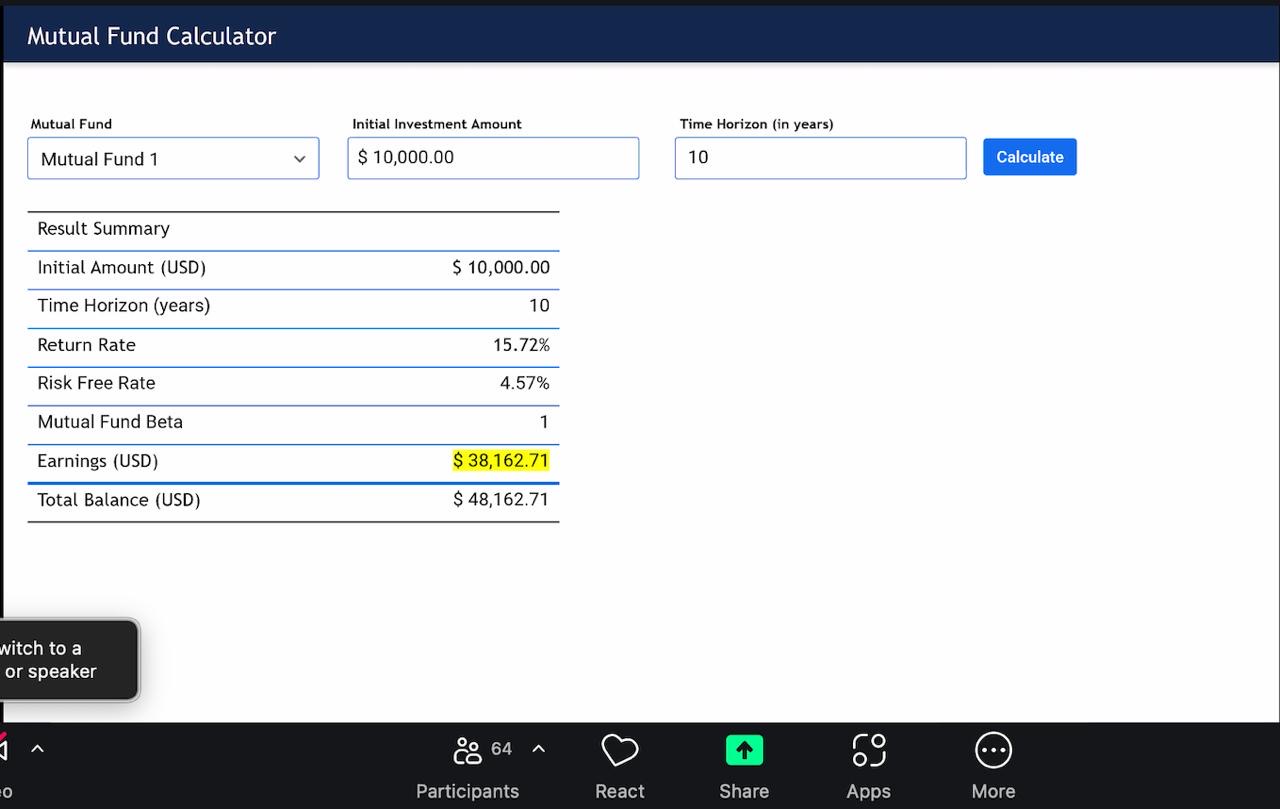 Mutual Fund Calculator
Mutual Fund
Initial Investment Amount
Time Horizon (in years)
Mutual Fund 1
$ 10,000.00
10
Calculate
Result Summary
Initial Amount (USD) $ 10,000.00
Time Horizon (years) 10
Return Rate 15.72%
Risk Free Rate 4.57%
Mutual Fund Beta 1
Earnings (USD) $ 38,162.71
Total Balance (USD) $ 48,162.71
witch to a
or speaker
64
eo
Participants
React
Share
Apps
More